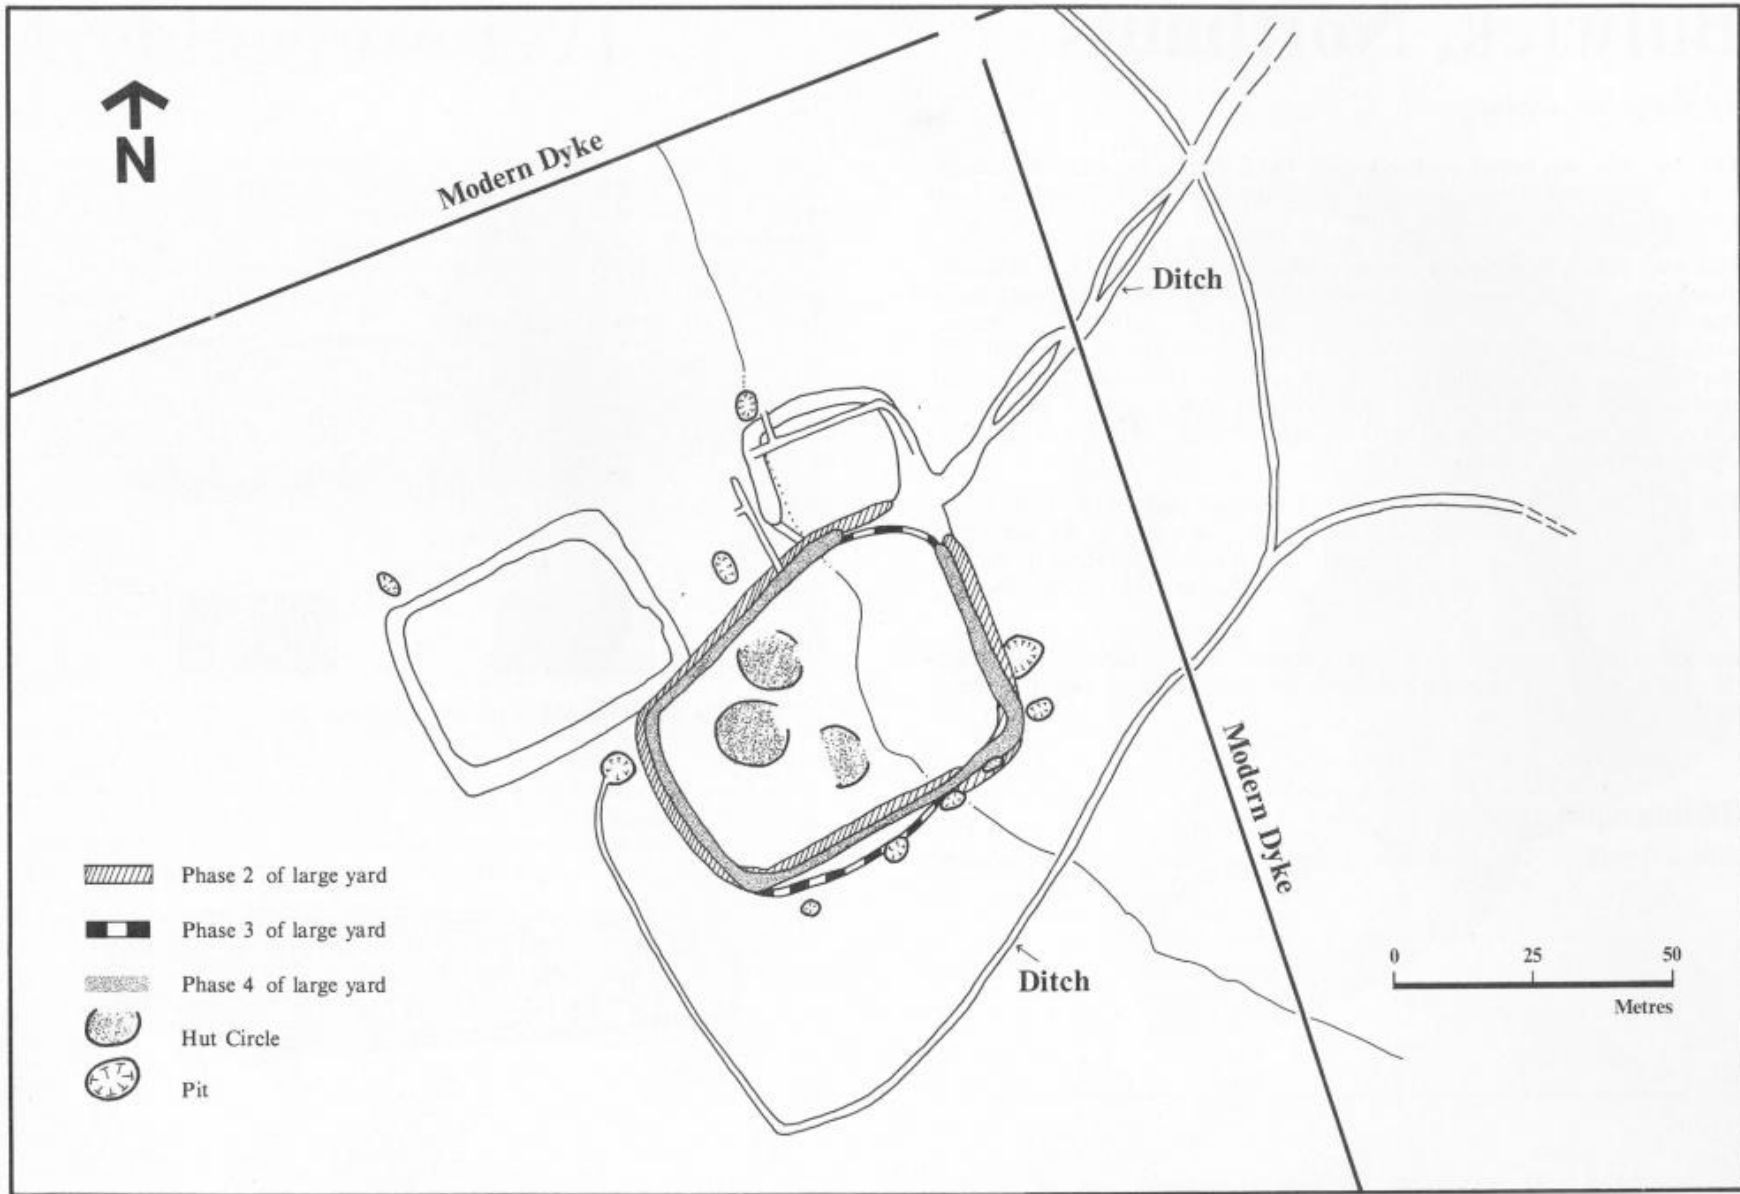 N
Modern Dyke
Ditch
Modern Dyke
Ditch
Phase 2 of large yard
Phase 3 of large yard
Phase 4 of large yard
Hut Circle
Pit
0 25 50
Metres